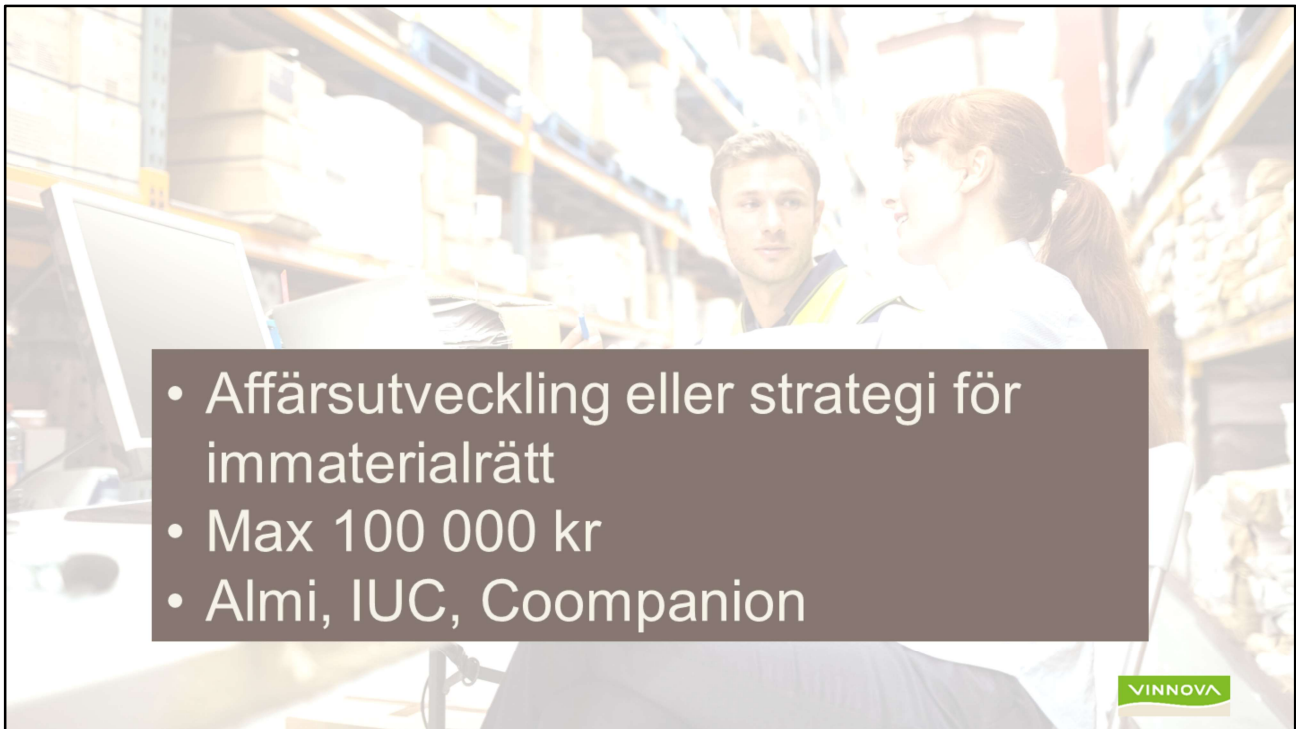 • Affärsutveckling eller strategi för
immaterialrätt
• Max 100 000 kr
• Almi, IUC, Coompanion
VINNOVA